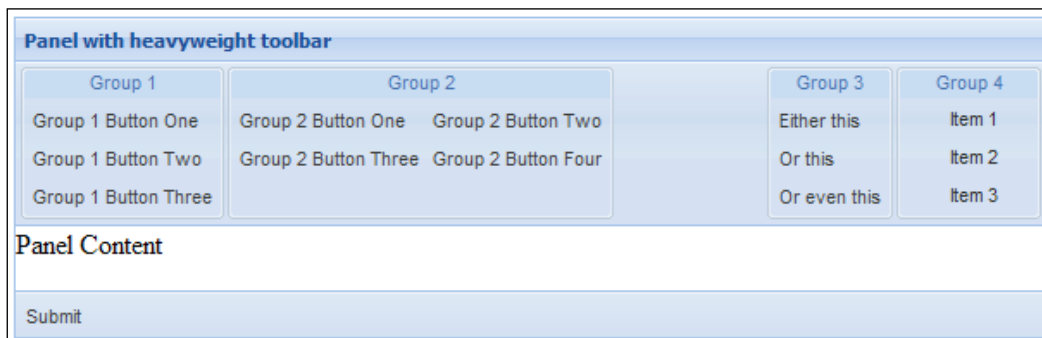 Panel with heavyweight toolbar
Group 1 Group 2 Group 3 Group 4
Group 1 Button One Group 2 Button One Group 2 Button Two Either this Item 1
Group 1 Button Two Group 2 Button Three Group 2 Button Four Or this Item 2
Group 1 Button Three Or even this Item 3
Panel Content
Submit